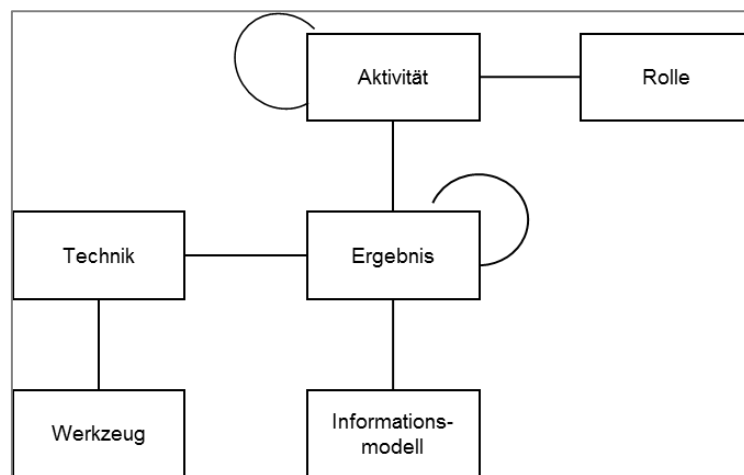 Aktivität
Rolle
Technik
Ergebnis
Werkzeug
Informations-
modell